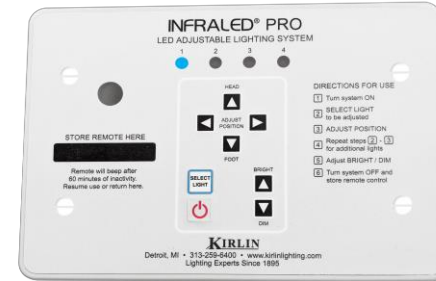 INFRALED® PRO
LED ADJUSTABLE LIGHTING SYSTEM
1 2 3 4
HEAD
ADJUST
POSITION
FOOT
SELECT
LIGHT
BRIGHT
DIM
STORE REMOTE HERE
Remote will beep after
60 minutes of inactivity.
Resume use or return here.
DIRECTIONS FOR USE
1 Turn system ON
2 SELECT LIGHT
to be adjusted
3 ADJUST POSITION
4 Repeat steps 2 - 3
for additional lights
5 Adjust BRIGHT / DIM
6 Turn system OFF and
store remote control
KIRLIN
Detroit, MI • 313-259-6400 • www.kirlinlighting.com
Lighting Experts Since 1895